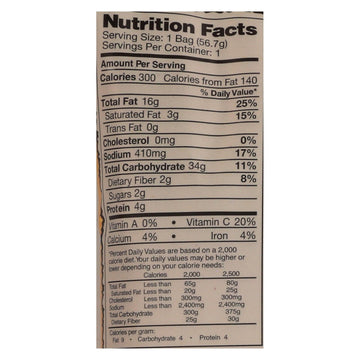 Nutrition Facts
Serving Size: 1 Bag (56.7g)
Servings Per Container: 1
Amount Per Serving
Calories 300 Calories from Fat 140
% Daily Value*
Total Fat 16g 25%
Saturated Fat 3g 15%
Trans Fat 0g
Cholesterol 0mg 0%
Sodium 410mg 17%
Total Carbohydrate 34g 11%
Dietary Fiber 2g 8%
Sugars 2g
Protein 4g
Vitamin A 0% • Vitamin C 20%
Calcium 4% • Iron 4%
*Percent Daily Values are based on a 2,000
calorie diet. Your daily values may be higher or
lower depending on your calorie needs:
Calories 2,000 2,500
Total Fat Less than 65g 80g
Saturated Fat Less than 20g 25g
Cholesterol Less than 300mg 300mg
Sodium Less than 2,400mg 2,400mg
Total Carbohydrate 300g 375g
Dietary Fiber 25g 30g
Calories per gram:
Fat 9 • Carbohydrate 4 • Protein 4